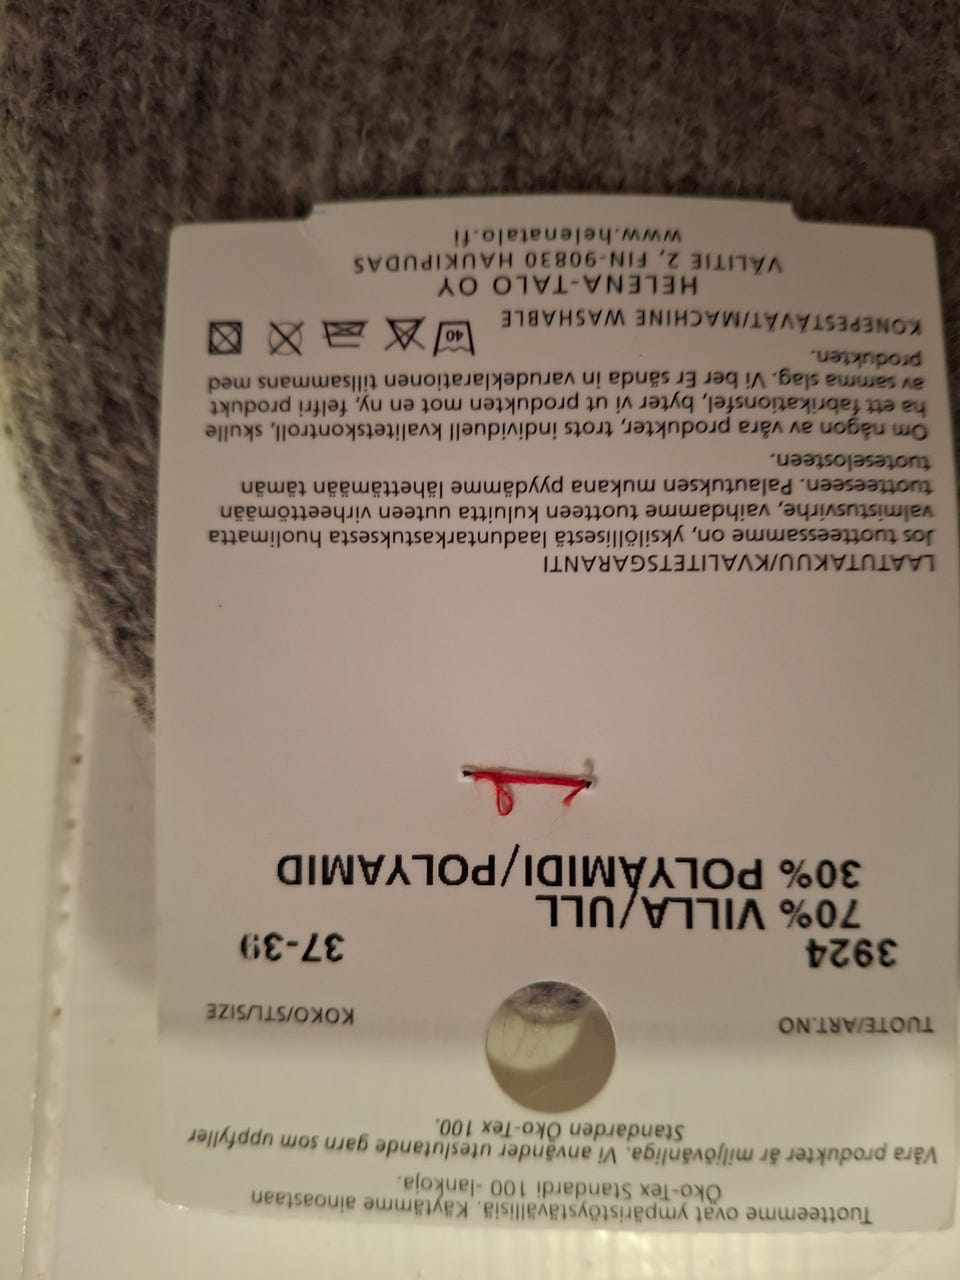 Tuotteemme ovat ympäristöystävällisiä. Käytämme ainoastaan
Öko-Tex Standardi 100 -lankoja.
Våra produkter är miljövänliga. Vi använder uteslutande garn som uppfyller
Standarden Öko-Tex 100.
TUOTE/ART.NO. KOKO/STL/SIZE
3924 37-39
70% VILLA/ULL
30% POLYAMIDI/POLYAMID
LAATUTAKUU/KVALITETSGARANTI
Jos tuotteessamme on, yksilöllisestä laaduntarkastuksesta huolimatta
valmistusvirhe, vaihdamme tuotteen kuluitta uuteen virheettömään
tuotteeseen. Palautuksen mukana pyydämme lähettämään tämän
tuoteselosteen.
Om någon av våra produkter, trots individuell kvalitetskontroll, skulle
ha ett fabrikationsfel, byter vi ut produkten mot en ny, felfri produkt
av samma slag. Vi ber Er sända in varudeklarationen tillsammans med
produkten.
KONEPESTÄVÄT/MACHINE WASHABLE 40
HELENA-TALO OY
VÄLITIE 2, FIN-90830 HAUKIPUDAS
www.helenatalo.fi